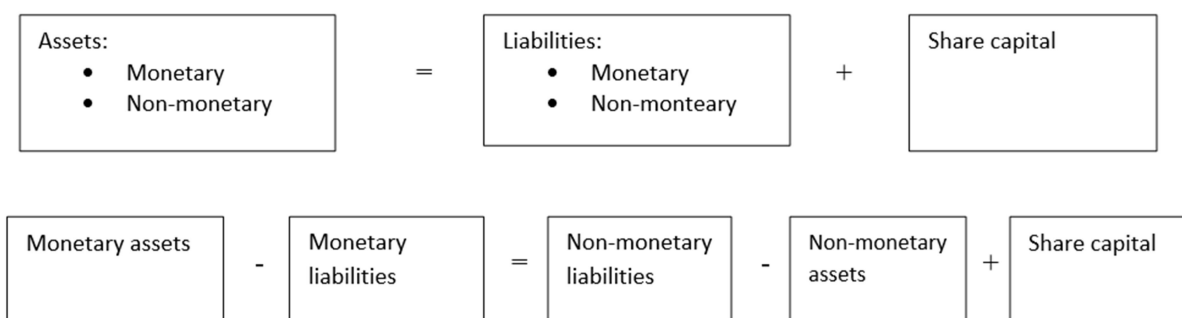 Assets:
• Monetary
• Non-monetary
=
Liabilities:
• Monetary
• Non-monteary
+
Share capital
Monetary assets
-
Monetary
liabilities
=
Non-monetary
liabilities
-
Non-monetary
assets
+
Share capital